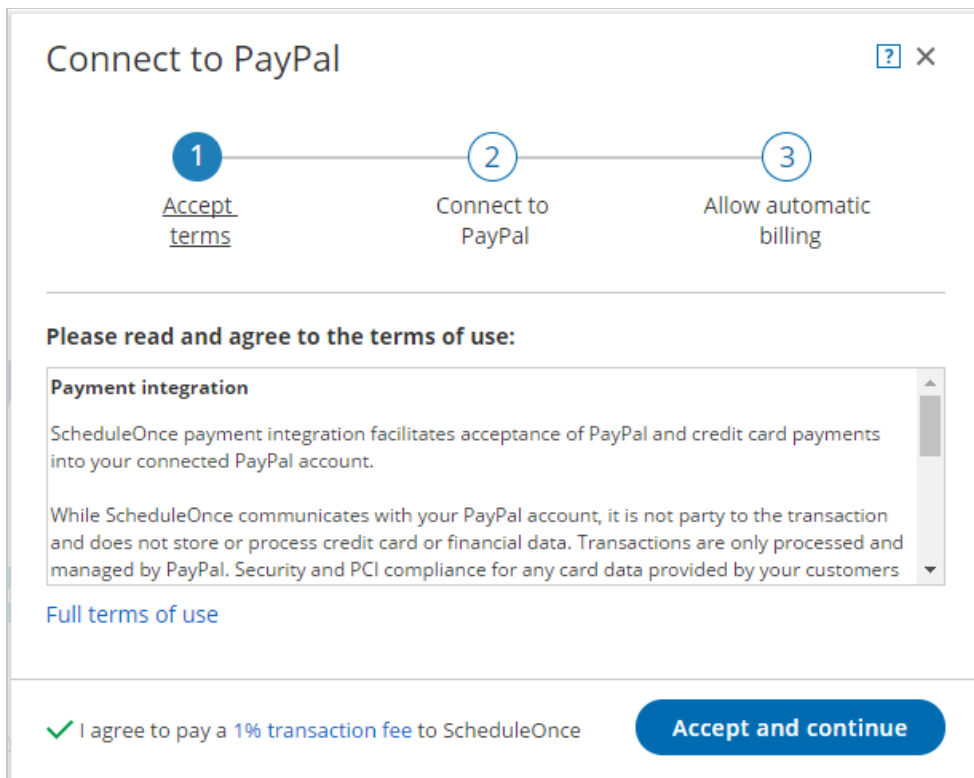 Connect to PayPal
?
1
2
3
Accept
terms
Connect to
PayPal
Allow automatic
billing
Please read and agree to the terms of use:
Payment integration
ScheduleOnce payment integration facilitates acceptance of PayPal and credit card payments
into your connected PayPal account.
While ScheduleOnce communicates with your PayPal account, it is not party to the transaction
and does not store or process credit card or financial data. Transactions are only processed and
managed by PayPal. Security and PCI compliance for any card data provided by your customers
Full terms of use
I agree to pay a 1% transaction fee to ScheduleOnce
Accept and continue